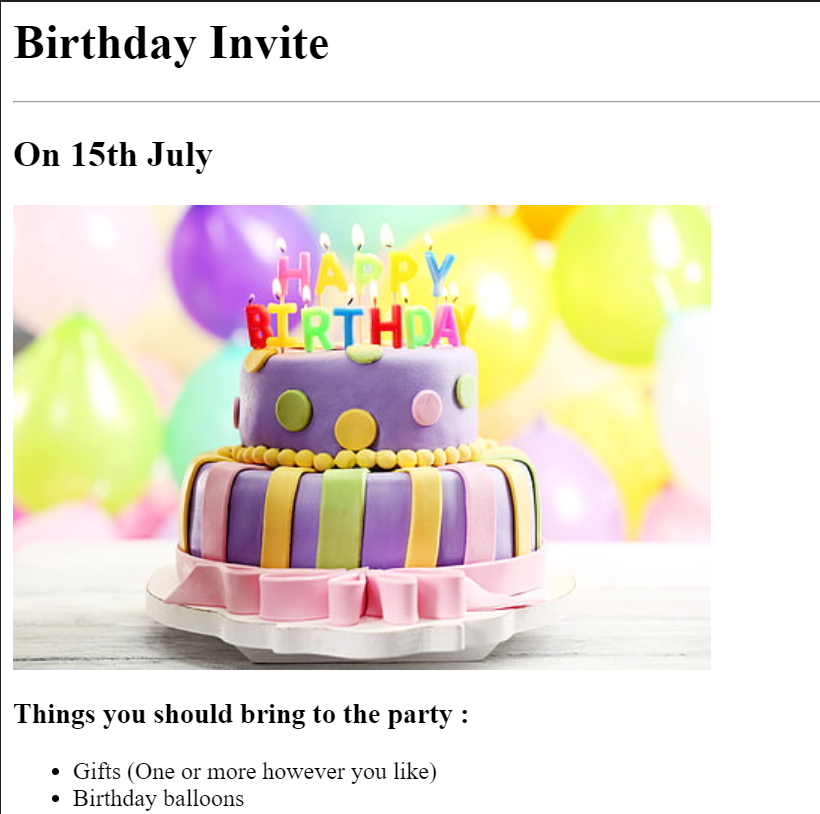 Birthday Invite
On 15th July
HAPPY
BIRTHDAY
Things you should bring to the party :
Gifts (One or more however you like)
Birthday balloons